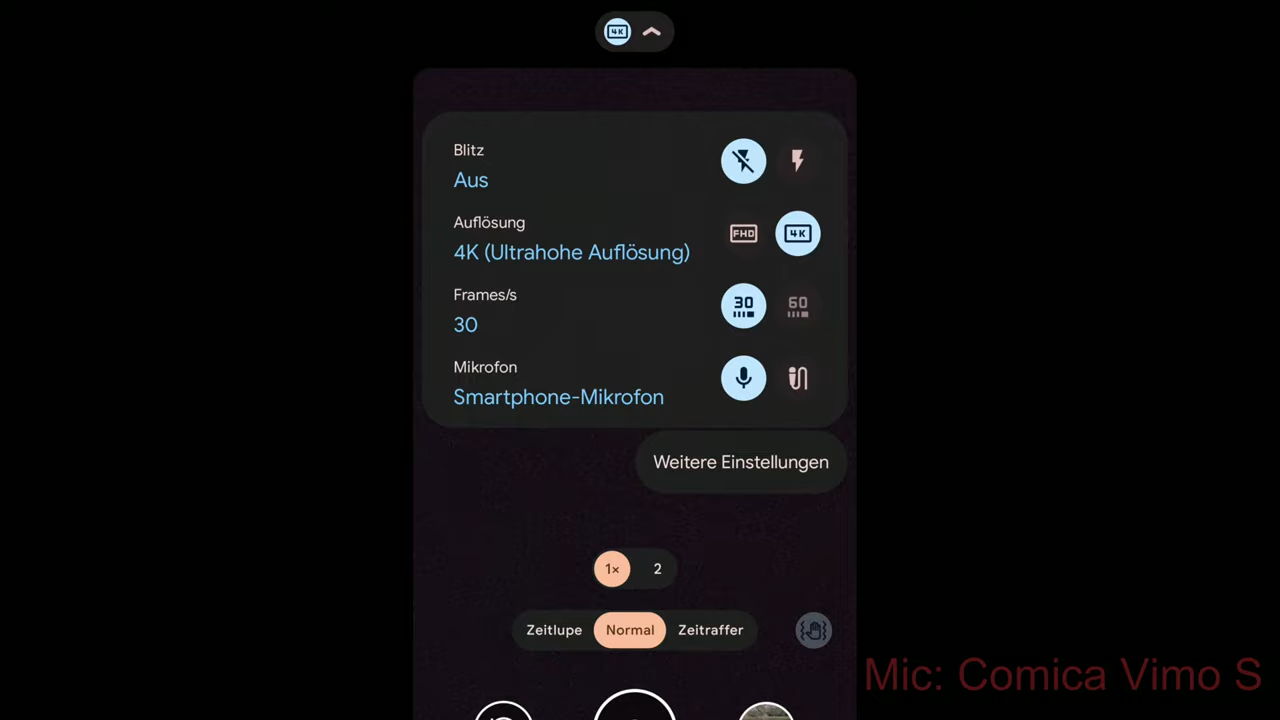 4K
Blitz
Aus
Auflösung
FHD 4K
4K (Ultrahohe Auflösung)
Frames/s
30 60
30
Mikrofon
Smartphone-Mikrofon
Weitere Einstellungen
1× 2
Zeitlupe Normal Zeitraffer
Mic: Comica Vimo S